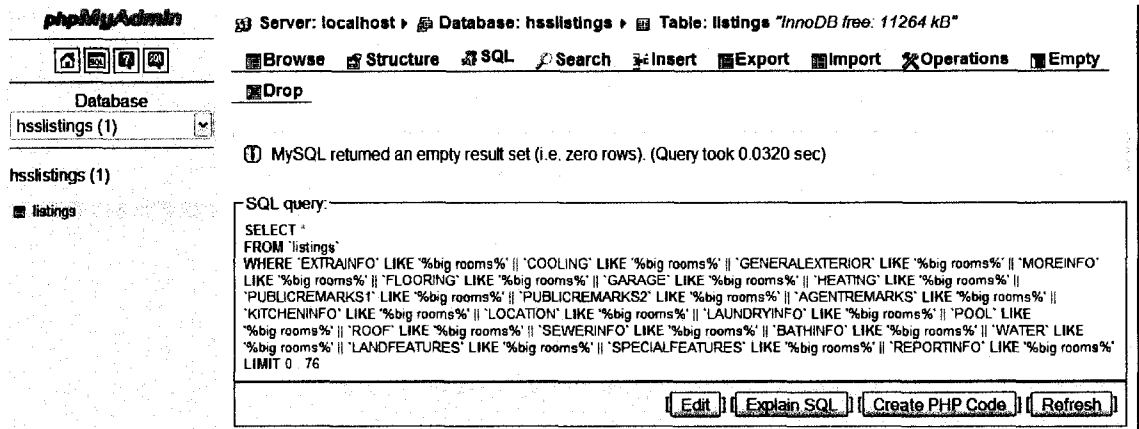 phpMyAdmin
Server: localhost ▸ Database: hsslistings ▸ Table: listings "InnoDB free: 11264 kB"
Browse Structure SQL Search Insert Export Import Operations Empty
Drop
Database
hsslistings (1)
hsslistings (1)
listings
MySQL returned an empty result set (i.e. zero rows). (Query took 0.0320 sec)
SQL query:
SELECT *
FROM `listings`
WHERE `EXTRAINFO` LIKE '%big rooms%' || `COOLING` LIKE '%big rooms%' || `GENERALEXTERIOR` LIKE '%big rooms%' || `MOREINFO`
LIKE '%big rooms%' || `FLOORING` LIKE '%big rooms%' || `GARAGE` LIKE '%big rooms%' || `HEATING` LIKE '%big rooms%' ||
`PUBLICREMARKS1` LIKE '%big rooms%' || `PUBLICREMARKS2` LIKE '%big rooms%' || `AGENTREMARKS` LIKE '%big rooms%' ||
`KITCHENINFO` LIKE '%big rooms%' || `LOCATION` LIKE '%big rooms%' || `LAUNDRYINFO` LIKE '%big rooms%' || `POOL` LIKE
'%big rooms%' || `ROOF` LIKE '%big rooms%' || `SEWERINFO` LIKE '%big rooms%' || `BATHINFO` LIKE '%big rooms%' || `WATER` LIKE
'%big rooms%' || `LANDFEATURES` LIKE '%big rooms%' || `SPECIALFEATURES` LIKE '%big rooms%' || `REPORTINFO` LIKE '%big rooms%'
LIMIT 0 , 76
[ Edit ] [ Explain SQL ] [ Create PHP Code ] [ Refresh ]